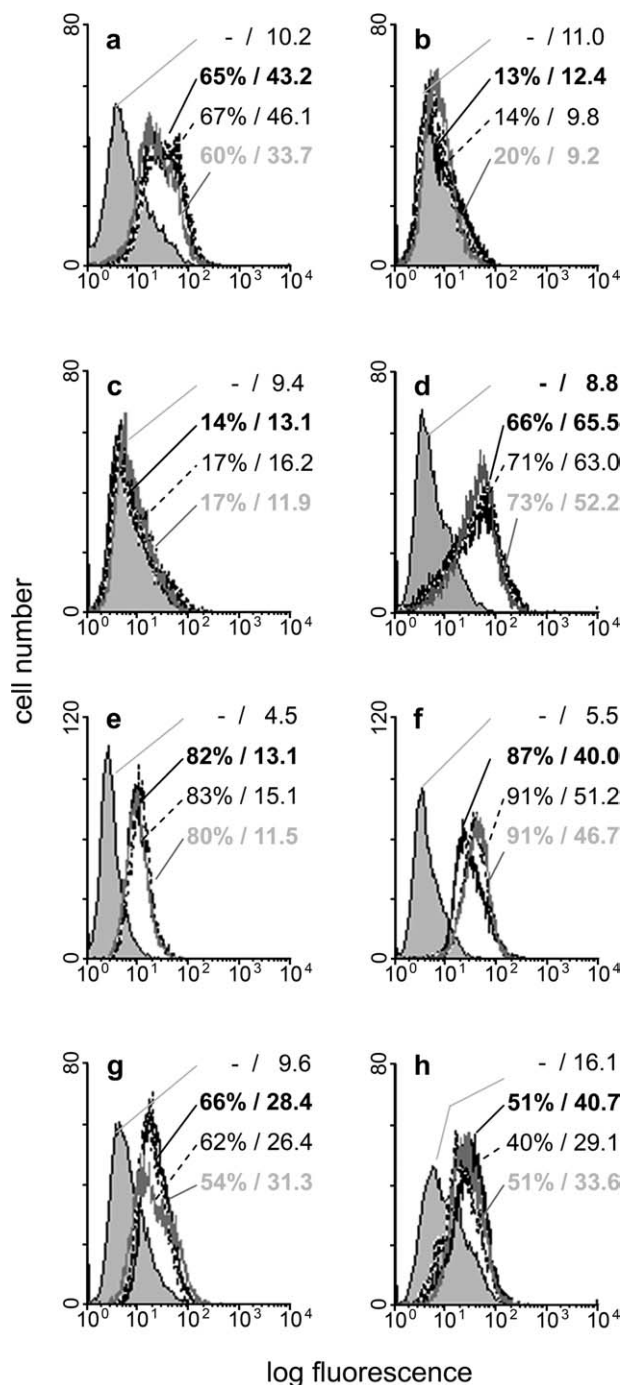 80
a
- / 10.2
65% / 43.2
67% / 46.1
60% / 33.7
0
10⁰ 10¹ 10² 10³ 10⁴
80
b
- / 11.0
13% / 12.4
14% / 9.8
20% / 9.2
0
10⁰ 10¹ 10² 10³ 10⁴
80
c
- / 9.4
14% / 13.1
17% / 16.2
17% / 11.9
0
10⁰ 10¹ 10² 10³ 10⁴
80
d
- / 8.8
66% / 65.5
71% / 63.0
73% / 52.2
0
10⁰ 10¹ 10² 10³ 10⁴
cell number
120
e
- / 4.5
82% / 13.1
83% / 15.1
80% / 11.5
0
10⁰ 10¹ 10² 10³ 10⁴
120
f
- / 5.5
87% / 40.0
91% / 51.2
91% / 46.7
0
10⁰ 10¹ 10² 10³ 10⁴
80
g
- / 9.6
66% / 28.4
62% / 26.4
54% / 31.3
0
10⁰ 10¹ 10² 10³ 10⁴
80
h
- / 16.1
51% / 40.7
40% / 29.1
51% / 33.6
0
10⁰ 10¹ 10² 10³ 10⁴
log fluorescence